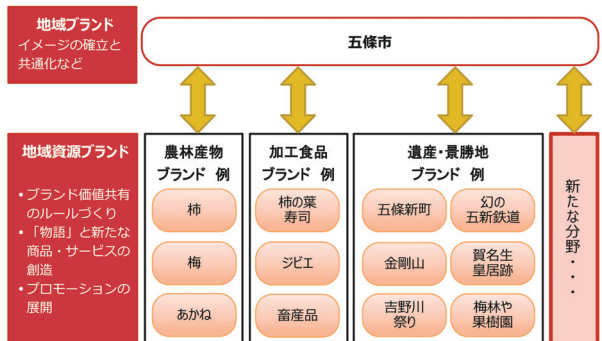 地域ブランド
イメージの確立と
共通化など
五條市
地域資源ブランド
•ブランド価値共有
のルールづくり
•「物語」と新たな
商品・サービスの
創造
•プロモーションの
展開
農林産物
ブランド 例
柿
梅
あかね
加工食品
ブランド 例
柿の葉
寿司
ジビエ
畜産品
遺産・景勝地
ブランド 例
五條新町
幻の
五新鉄道
金剛山
賀名生
皇居跡
吉野川
祭り
梅林や
果樹園
新たな分野・・・